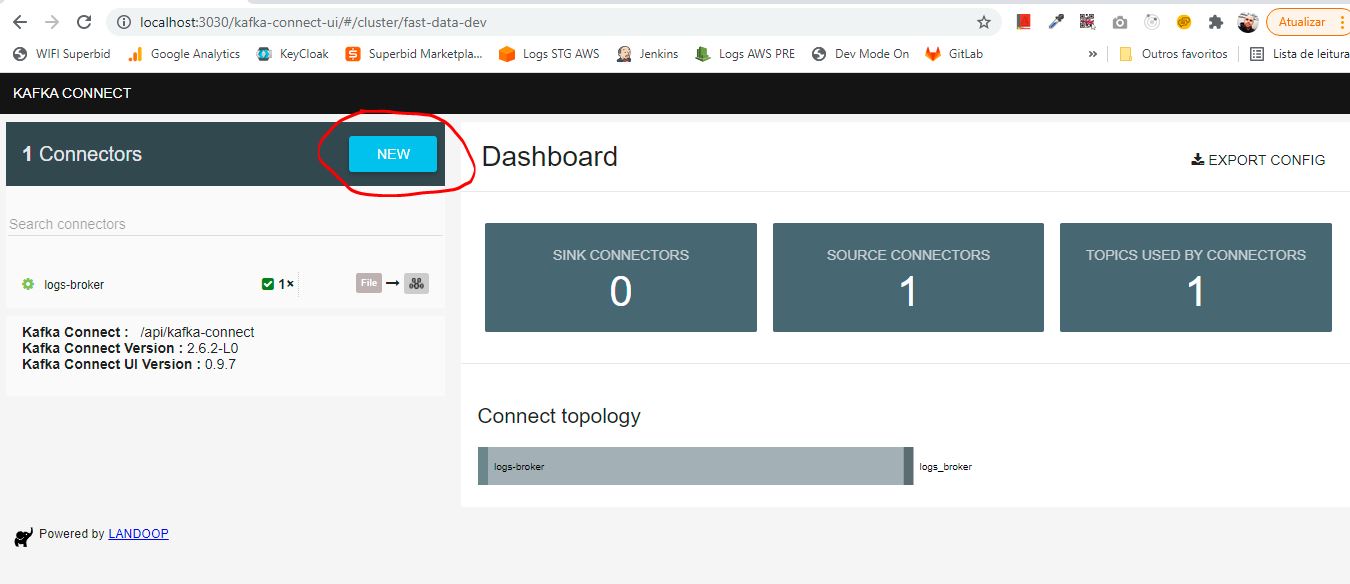 localhost:3030/kafka-connect-ui/#/cluster/fast-data-dev
Atualizar
WIFI Superbid
Google Analytics
KeyCloak
Superbid Marketpla...
Logs STG AWS
Jenkins
Logs AWS PRE
Dev Mode On
GitLab
»
Outros favoritos
Lista de leitura
KAFKA CONNECT
1 Connectors
NEW
Search connectors
logs-broker
1×
File
Kafka Connect : /api/kafka-connect
Kafka Connect Version : 2.6.2-L0
Kafka Connect UI Version : 0.9.7
Dashboard
EXPORT CONFIG
SINK CONNECTORS
0
SOURCE CONNECTORS
1
TOPICS USED BY CONNECTORS
1
Connect topology
logs-broker
logs_broker
Powered by LANDOOP